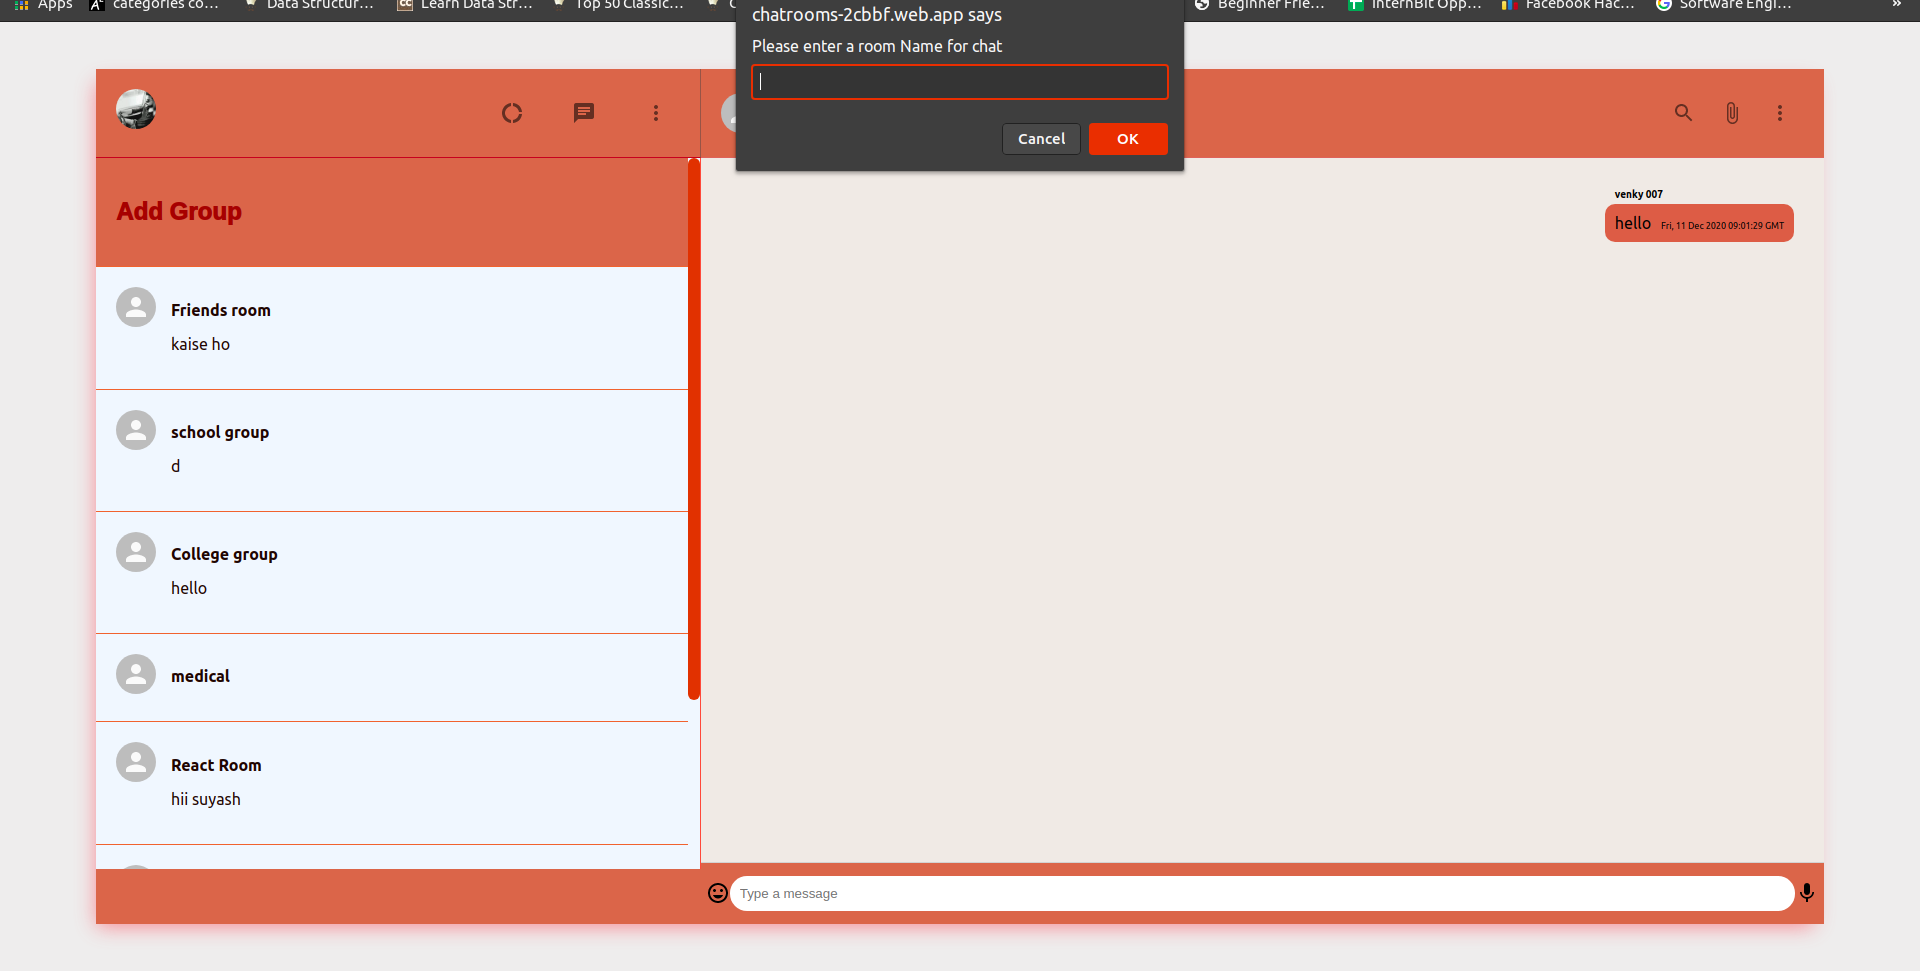 Apps
categories co...
Data Structur...
Learn Data Str...
Top 50 Classic...
Beginner Frie...
InternBit Opp...
Facebook Hac...
Software Engi...
»
chatrooms-2cbbf.web.app says
Please enter a room Name for chat
Cancel
OK
Add Group
Friends room
kaise ho
school group
d
College group
hello
medical
React Room
hii suyash
venky 007
hello Fri, 11 Dec 2020 09:01:29 GMT
Type a message